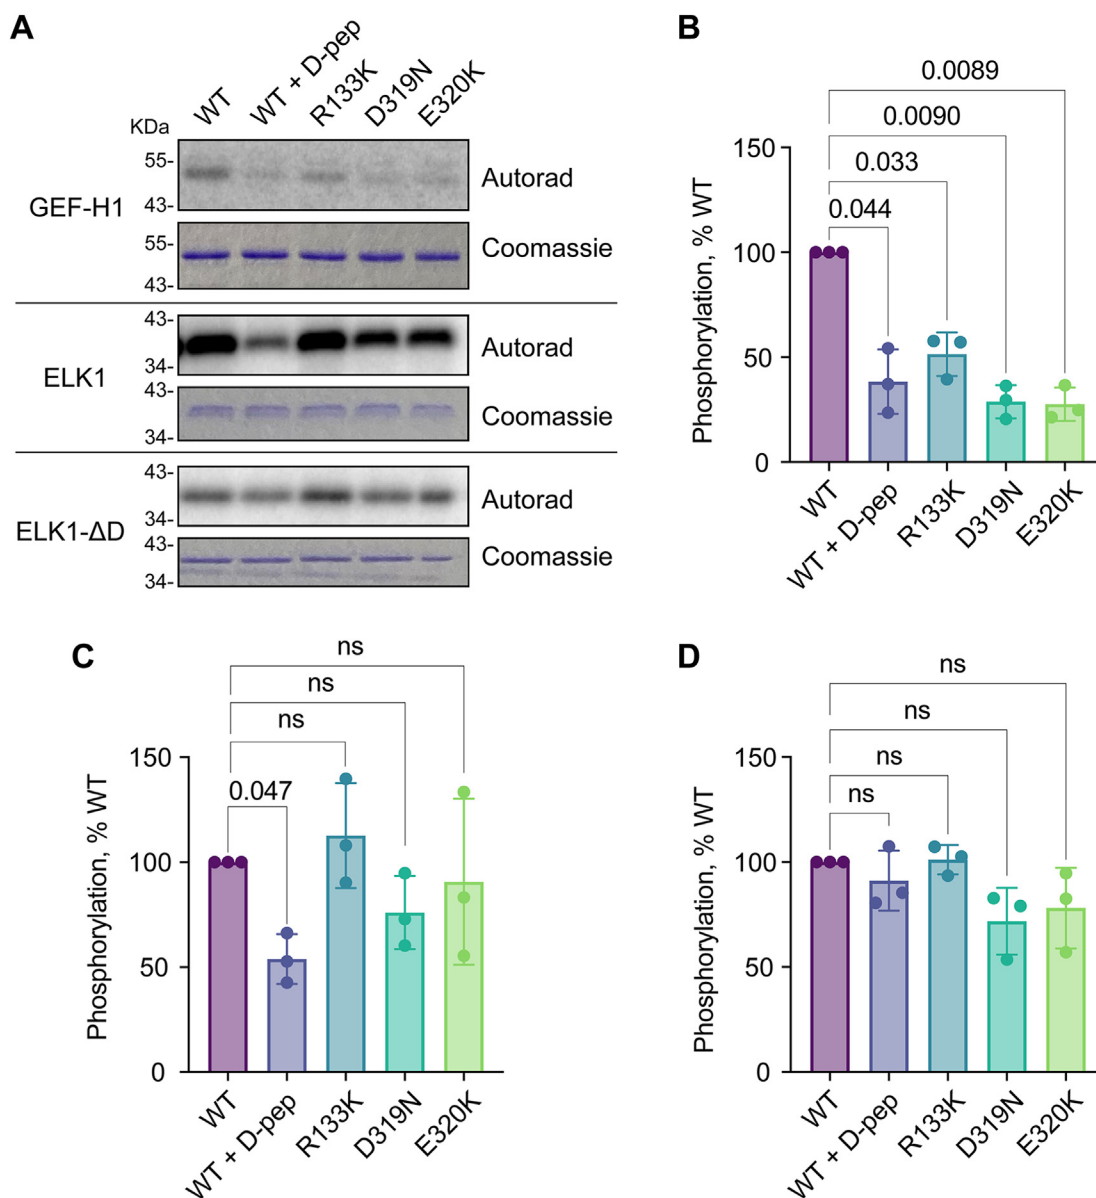 A
WT
WT + D-pep
R133K
D319N
E320K
KDa
GEF-H1
55-
43-
Autorad
55-
43-
Coomassie
ELK1
43-
34-
Autorad
43-
34-
Coomassie
ELK1-ΔD
43-
34-
Autorad
43-
34-
Coomassie
B
0.0089
0.0090
0.033
0.044
Phosphorylation, % WT
150
100
50
0
WT
WT + D-pep
R133K
D319N
E320K
C
ns
ns
ns
0.047
Phosphorylation, % WT
150
100
50
0
WT
WT + D-pep
R133K
D319N
E320K
D
ns
ns
ns
ns
Phosphorylation, % WT
150
100
50
0
WT
WT + D-pep
R133K
D319N
E320K